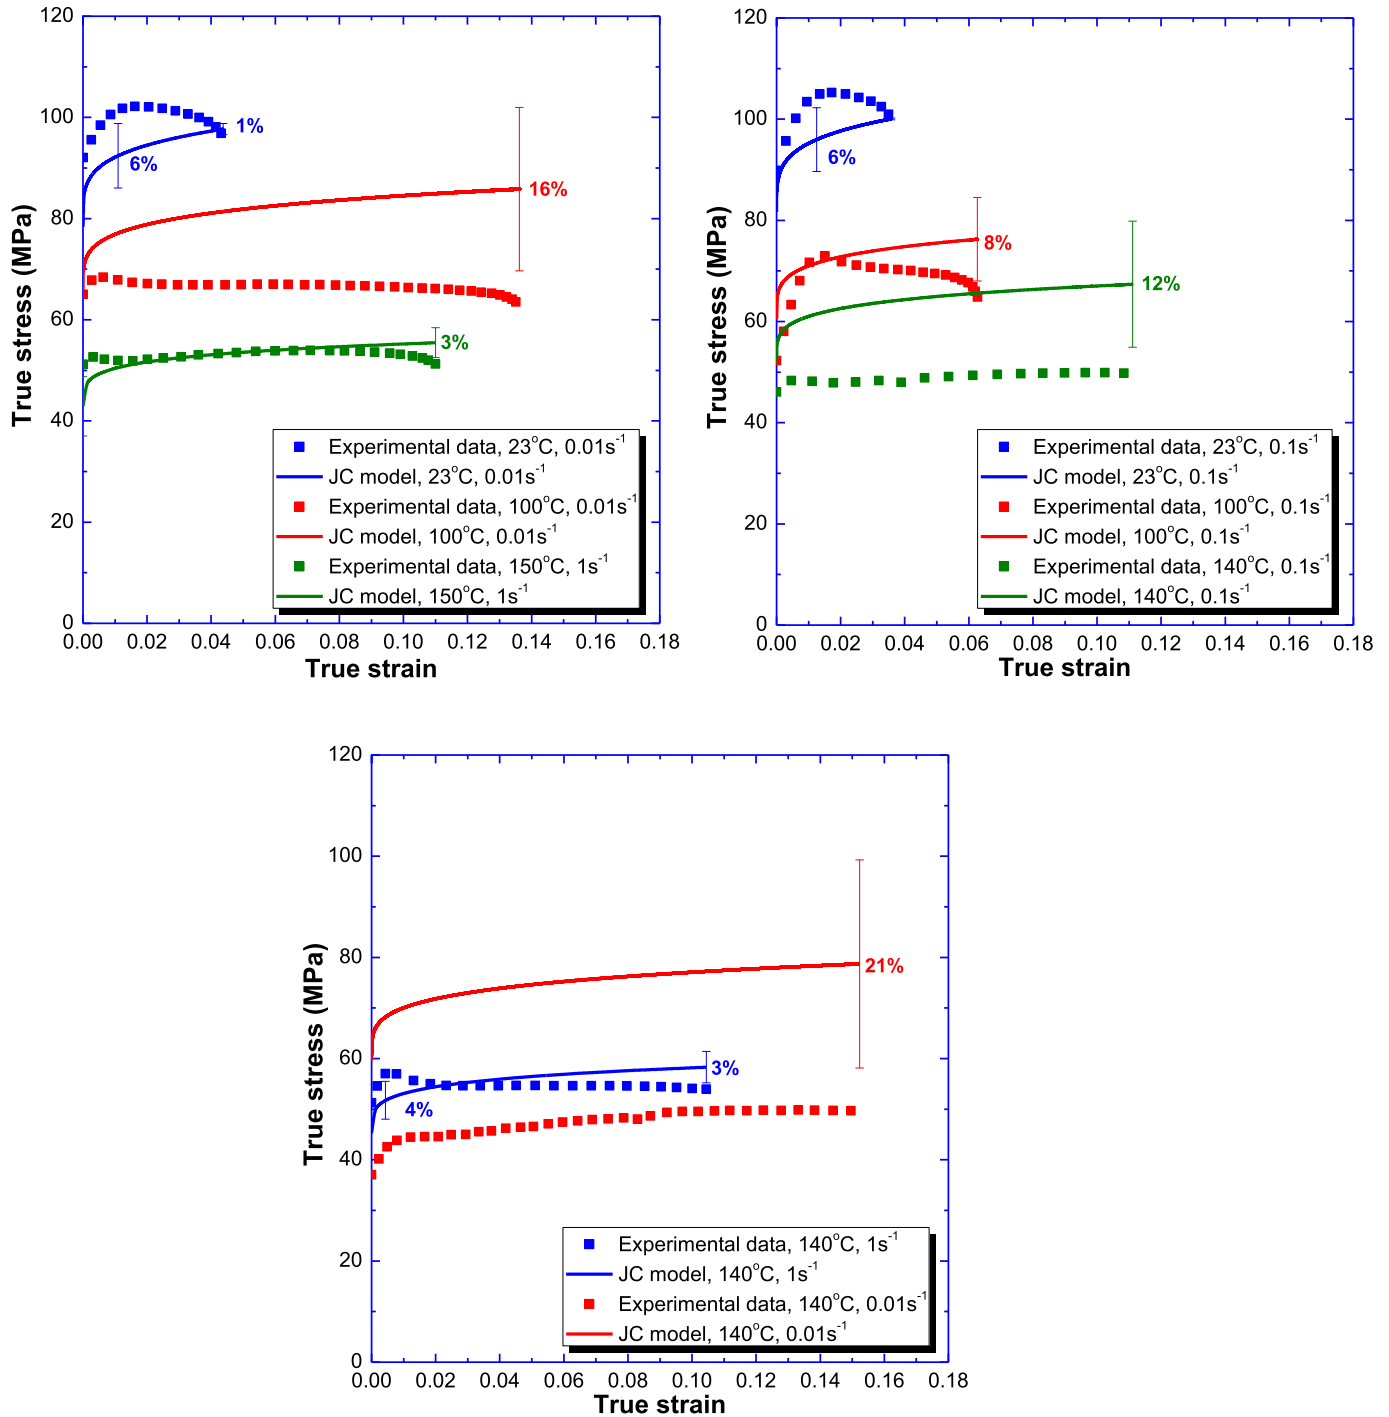 120
100
80
60
40
20
0
True stress (MPa)
1%
6%
16%
3%
Experimental data, 23°C, 0.01s⁻¹
JC model, 23°C, 0.01s⁻¹
Experimental data, 100°C, 0.01s⁻¹
JC model, 100°C, 0.01s⁻¹
Experimental data, 150°C, 1s⁻¹
JC model, 150°C, 1s⁻¹
0.00 0.02 0.04 0.06 0.08 0.10 0.12 0.14 0.16 0.18
True strain
120
100
80
60
40
20
0
True stress (MPa)
6%
8%
12%
Experimental data, 23°C, 0.1s⁻¹
JC model, 23°C, 0.1s⁻¹
Experimental data, 100°C, 0.1s⁻¹
JC model, 100°C, 0.1s⁻¹
Experimental data, 140°C, 0.1s⁻¹
JC model, 140°C, 0.1s⁻¹
0.00 0.02 0.04 0.06 0.08 0.10 0.12 0.14 0.16 0.18
True strain
120
100
80
60
40
20
0
True stress (MPa)
21%
3%
4%
Experimental data, 140°C, 1s⁻¹
JC model, 140°C, 1s⁻¹
Experimental data, 140°C, 0.01s⁻¹
JC model, 140°C, 0.01s⁻¹
0.00 0.02 0.04 0.06 0.08 0.10 0.12 0.14 0.16 0.18
True strain